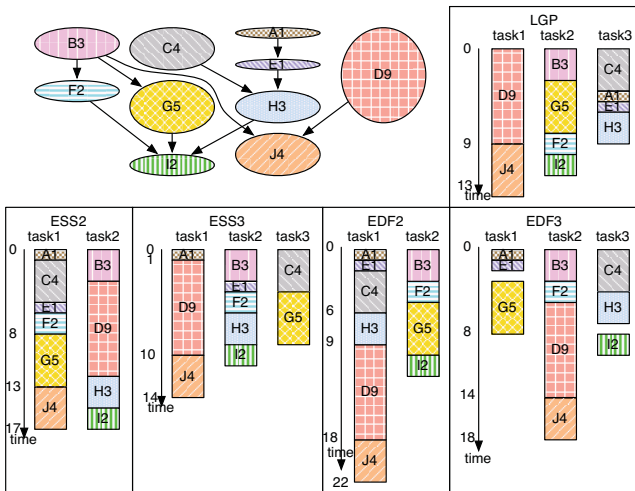 B3
C4
A1
E1
D9
F2
G5
H3
I2
J4
LGP
task1 task2 task3
0
9
13
time
D9
J4
B3
G5
F2
I2
C4
A1
E1
H3
ESS2
task1 task2
0
8
13
17
time
A1
C4
E1
F2
G5
J4
B3
D9
H3
I2
ESS3
task1 task2 task3
0
1
10
14
time
A1
D9
J4
B3
E1
F2
H3
I2
C4
G5
EDF2
task1 task2
0
6
9
18
time
22
A1
E1
C4
H3
D9
J4
B3
F2
G5
I2
EDF3
task1 task2 task3
0
8
14
18
time
A1
E1
G5
B3
F2
D9
J4
C4
H3
I2